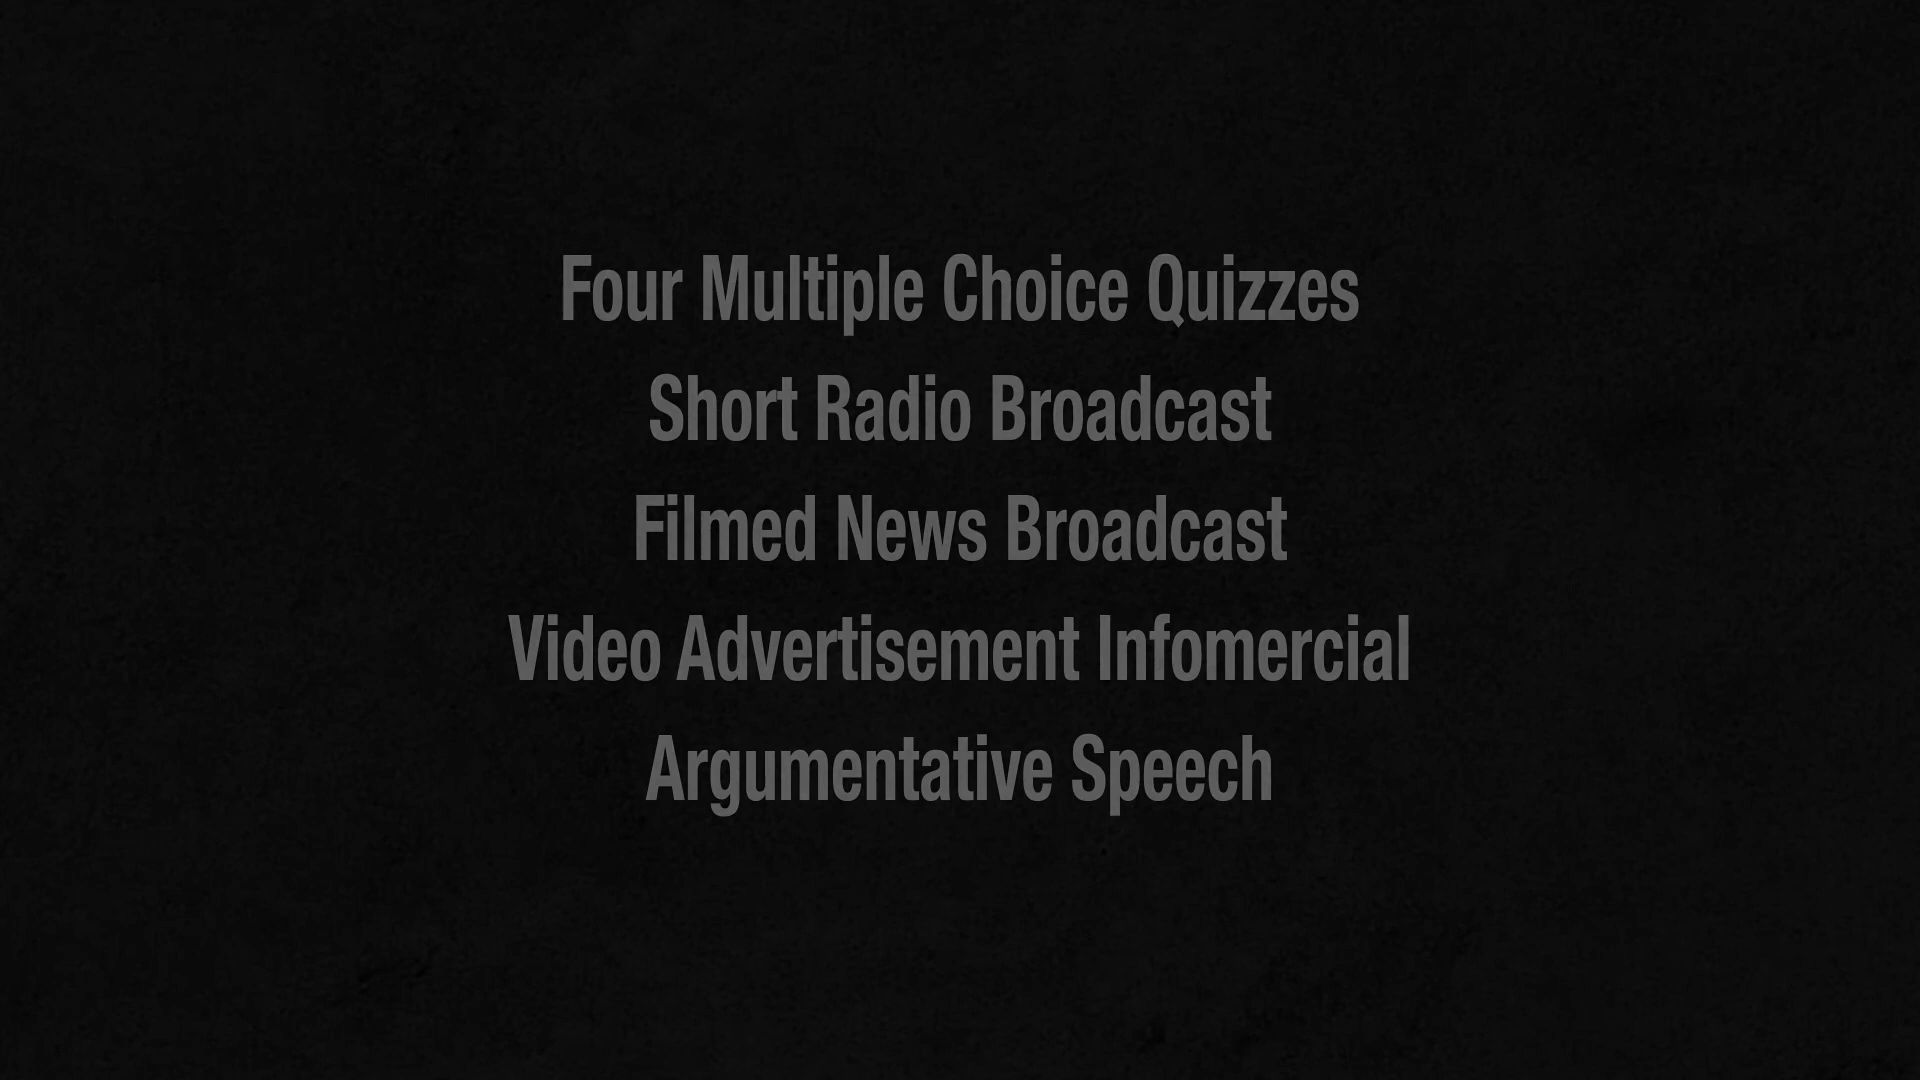 Four Multiple Choice Quizzes
Short Radio Broadcast
Filmed News Broadcast
Video Advertisement Infomercial
Argumentative Speech